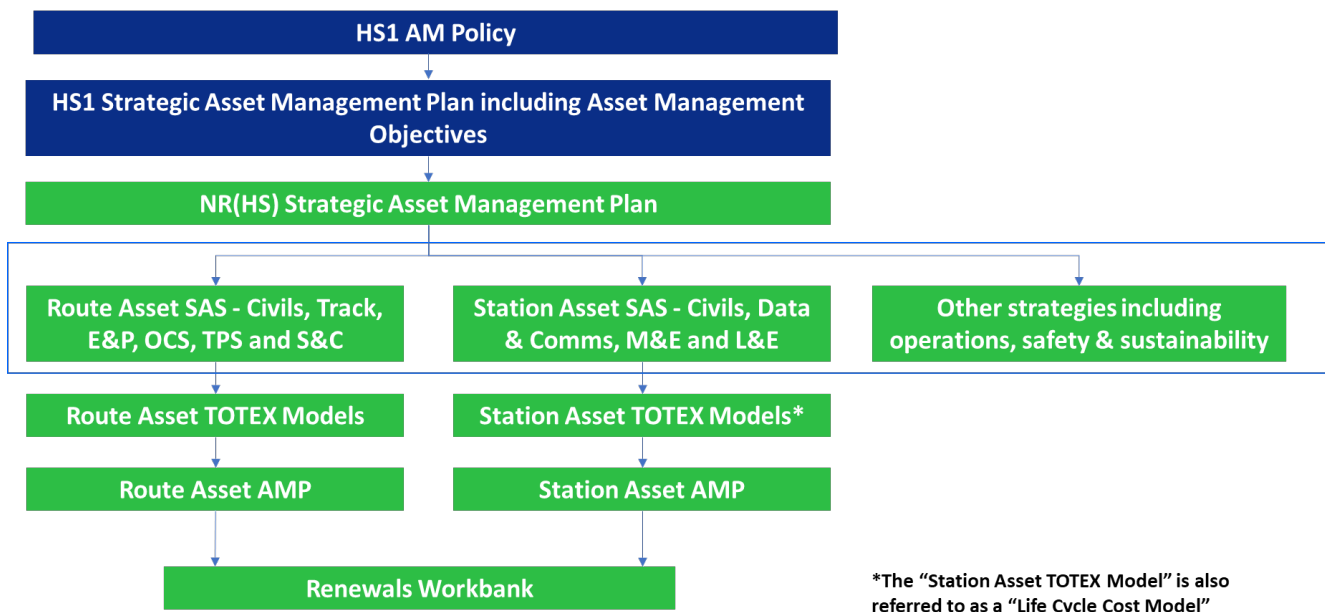 HS1 AM Policy
HS1 Strategic Asset Management Plan including Asset Management
Objectives
NR(HS) Strategic Asset Management Plan
Route Asset SAS - Civils, Track,
E&P, OCS, TPS and S&C
Station Asset SAS - Civils, Data
& Comms, M&E and L&E
Other strategies including
operations, safety & sustainability
Route Asset TOTEX Models
Station Asset TOTEX Models*
Route Asset AMP
Station Asset AMP
Renewals Workbank
*The “Station Asset TOTEX Model” is also
referred to as a “Life Cycle Cost Model”